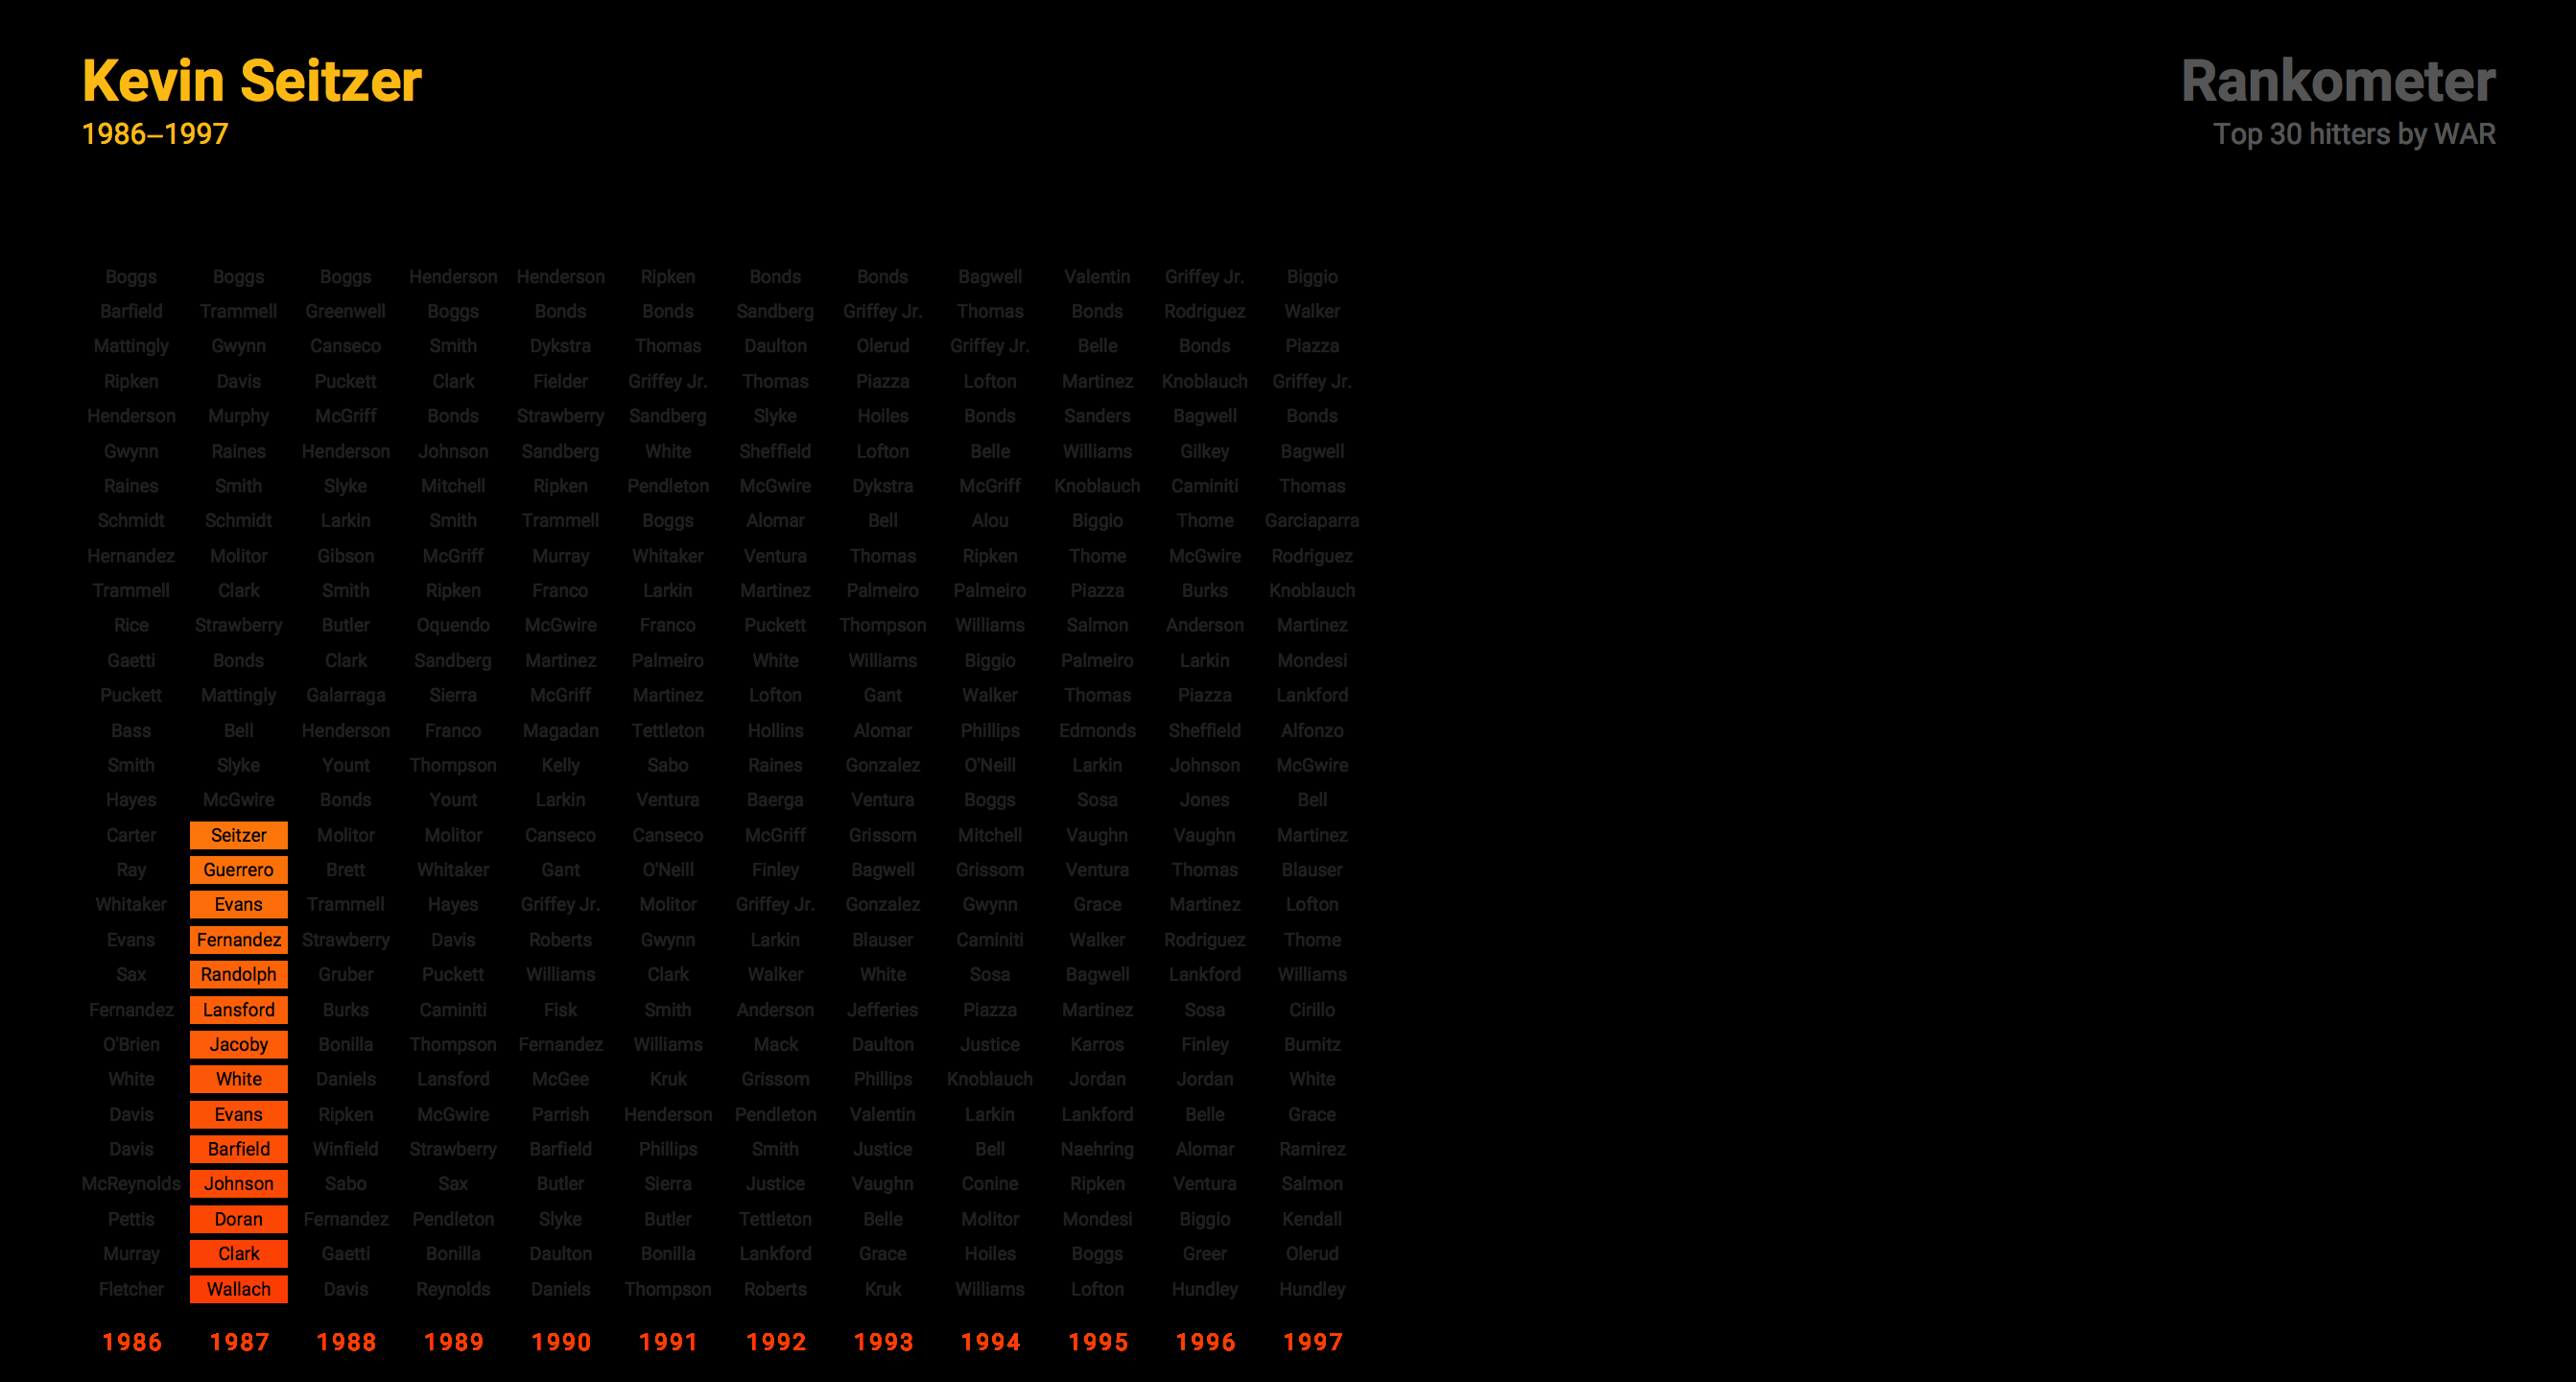 Kevin Seitzer
1986–1997
Rankometer
Top 30 hitters by WAR
Boggs Boggs Boggs Henderson Henderson Ripken Bonds Bonds Bagwell Valentin Griffey Jr. Biggio
Barfield Trammell Greenwell Boggs Bonds Bonds Sandberg Griffey Jr. Thomas Bonds Rodriguez Walker
Mattingly Gwynn Canseco Smith Dykstra Thomas Daulton Olerud Griffey Jr. Belle Bonds Piazza
Ripken Davis Puckett Clark Fielder Griffey Jr. Thomas Piazza Lofton Martinez Knoblauch Griffey Jr.
Henderson Murphy McGriff Bonds Strawberry Sandberg Slyke Hoiles Bonds Sanders Bagwell Bonds
Gwynn Raines Henderson Johnson Sandberg White Sheffield Lofton Belle Williams Gilkey Bagwell
Raines Smith Slyke Mitchell Ripken Pendleton McGwire Dykstra McGriff Knoblauch Caminiti Thomas
Schmidt Schmidt Larkin Smith Trammell Boggs Alomar Bell Alou Biggio Thome Garciaparra
Hernandez Molitor Gibson McGriff Murray Whitaker Ventura Thomas Ripken Thome McGwire Rodriguez
Trammell Clark Smith Ripken Franco Larkin Martinez Palmeiro Palmeiro Piazza Burks Knoblauch
Rice Strawberry Butler Oquendo McGwire Franco Puckett Thompson Williams Salmon Anderson Martinez
Gaetti Bonds Clark Sandberg Martinez Palmeiro White Williams Biggio Palmeiro Larkin Mondesi
Puckett Mattingly Galarraga Sierra McGriff Martinez Lofton Gant Walker Thomas Piazza Lankford
Bass Bell Henderson Franco Magadan Tettleton Hollins Alomar Phillips Edmonds Sheffield Alfonzo
Smith Slyke Yount Thompson Kelly Sabo Raines Gonzalez O'Neill Larkin Johnson McGwire
Hayes McGwire Bonds Yount Larkin Ventura Baerga Ventura Boggs Sosa Jones Bell
Carter Seitzer Molitor Molitor Canseco Canseco McGriff Grissom Mitchell Vaughn Vaughn Martinez
Ray Guerrero Brett Whitaker Gant O'Neill Finley Bagwell Grissom Ventura Thomas Blauser
Whitaker Evans Trammell Hayes Griffey Jr. Molitor Griffey Jr. Gonzalez Gwynn Grace Martinez Lofton
Evans Fernandez Strawberry Davis Roberts Gwynn Larkin Blauser Caminiti Walker Rodriguez Thome
Sax Randolph Gruber Puckett Williams Clark Walker White Sosa Bagwell Lankford Williams
Fernandez Lansford Burks Caminiti Fisk Smith Anderson Jefferies Piazza Martinez Sosa Cirillo
O'Brien Jacoby Bonilla Thompson Fernandez Williams Mack Daulton Justice Karros Finley Burnitz
White White Daniels Lansford McGee Kruk Grissom Phillips Knoblauch Jordan Jordan White
Davis Evans Ripken McGwire Parrish Henderson Pendleton Valentin Larkin Lankford Belle Grace
Davis Barfield Winfield Strawberry Barfield Phillips Smith Justice Bell Naehring Alomar Ramirez
McReynolds Johnson Sabo Sax Butler Sierra Justice Vaughn Conine Ripken Ventura Salmon
Pettis Doran Fernandez Pendleton Slyke Butler Tettleton Belle Molitor Mondesi Biggio Kendall
Murray Clark Gaetti Bonilla Daulton Bonilla Lankford Grace Hoiles Boggs Greer Olerud
Fletcher Wallach Davis Reynolds Daniels Thompson Roberts Kruk Williams Lofton Hundley Hundley
1986 1987 1988 1989 1990 1991 1992 1993 1994 1995 1996 1997